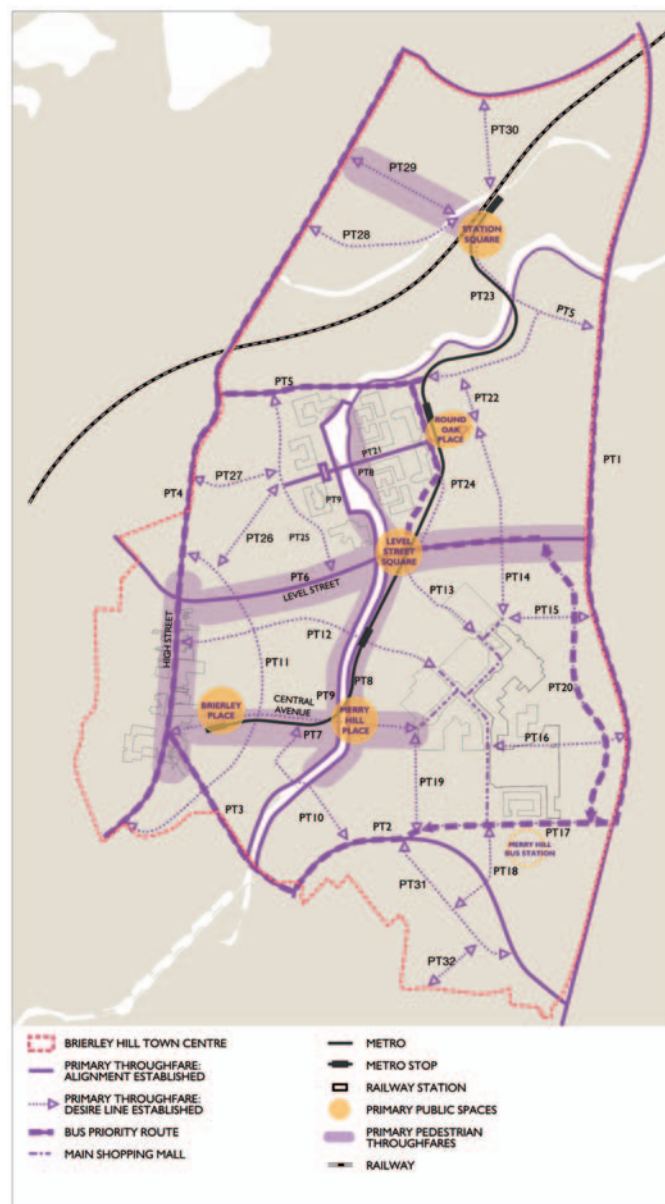 PT30
PT29
STATION
SQUARE
PT28
PT23
PT5
PT5
PT22
ROUND
OAK
PLACE
PT21
PT8
PT1
PT27
PT24
PT4
PT9
LEVEL
STREET
SQUARE
PT26
PT25
PT6
LEVEL STREET
PT13
PT14
PT15
HIGH STREET
PT12
PT11
PT20
PT8
PT9
BRIERLEY
PLACE
CENTRAL
AVENUE
MERRY
HILL
PLACE
PT7
PT16
PT19
PT3
PT10
PT2
PT17
MERRY HILL
BUS STATION
PT18
PT31
PT32
BRIERLEY HILL TOWN CENTRE
PRIMARY THROUGHFARE:
ALIGNMENT ESTABLISHED
PRIMARY THROUGHFARE:
DESIRE LINE ESTABLISHED
BUS PRIORITY ROUTE
MAIN SHOPPING MALL
METRO
METRO STOP
RAILWAY STATION
PRIMARY PUBLIC SPACES
PRIMARY PEDESTRIAN
THROUGHFARES
RAILWAY